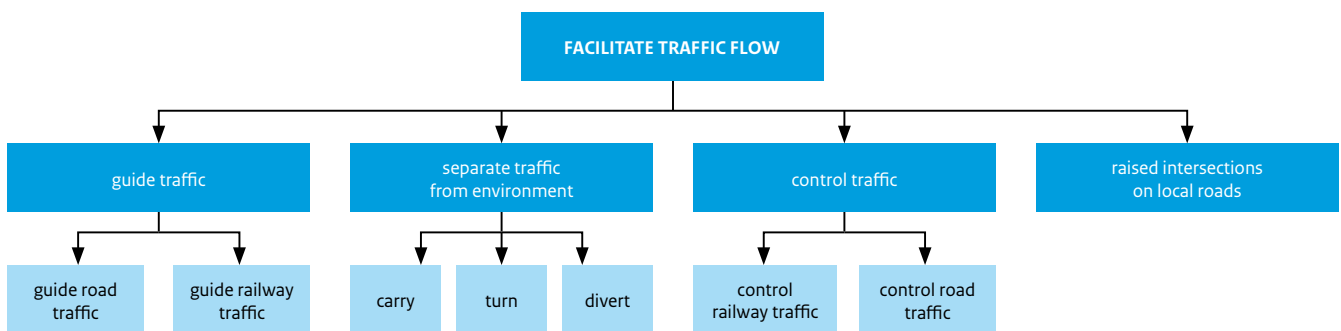 FACILITATE TRAFFIC FLOW
guide traffic
separate traffic
from environment
control traffic
raised intersections
on local roads
guide road
traffic
guide railway
traffic
carry
turn
divert
control
railway traffic
control road
traffic